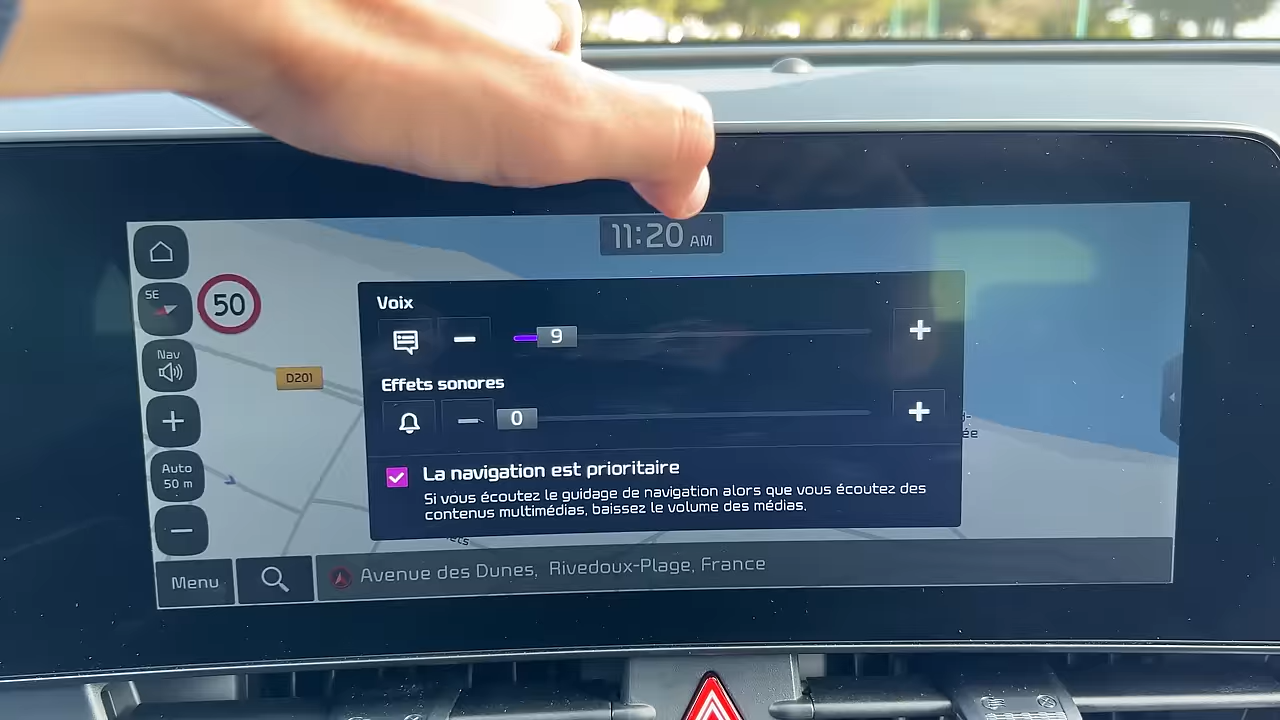 11:20 AM
SE
50
Voix
Nav
9
D201
Effets sonores
0
La navigation est prioritaire
Auto
50 m
Si vous écoutez le guidage de navigation alors que vous écoutez des
contenus multimédias, baissez le volume des médias.
Menu
Avenue des Dunes, Rivedoux-Plage, France